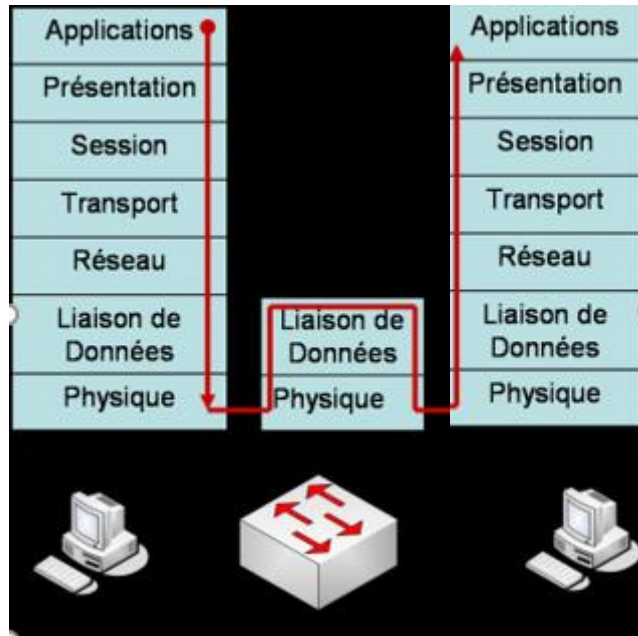 Applications
Présentation
Session
Transport
Réseau
Liaison de
Données
Physique
Liaison de
Données
Physique
Applications
Présentation
Session
Transport
Réseau
Liaison de
Données
Physique